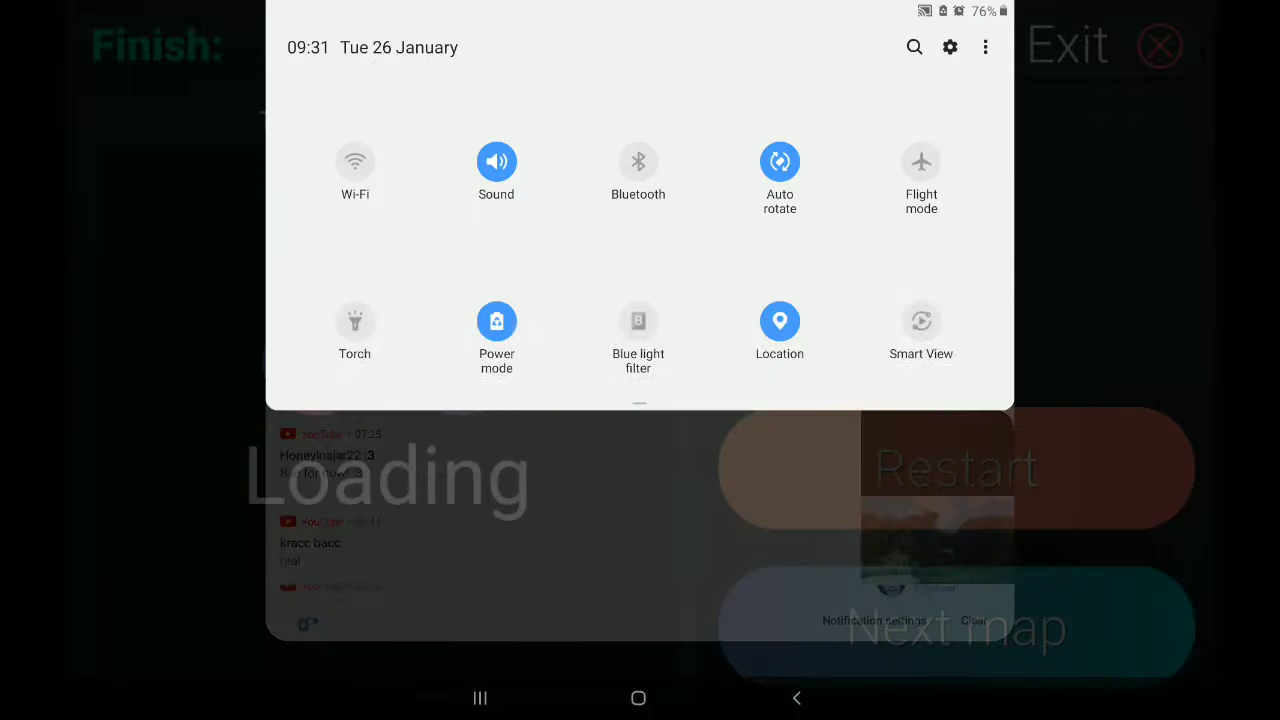 76%
09:31 Tue 26 January
Finish:
Exit
Wi-Fi
Sound
Bluetooth
Auto
rotate
Flight
mode
Torch
Power
mode
Blue light
filter
Location
Smart View
YouTube • 07:25
Honeyinajar22 :3
Loading
Restart
YouTube
kracc bacc
real
Notification settings
Clear
Next map